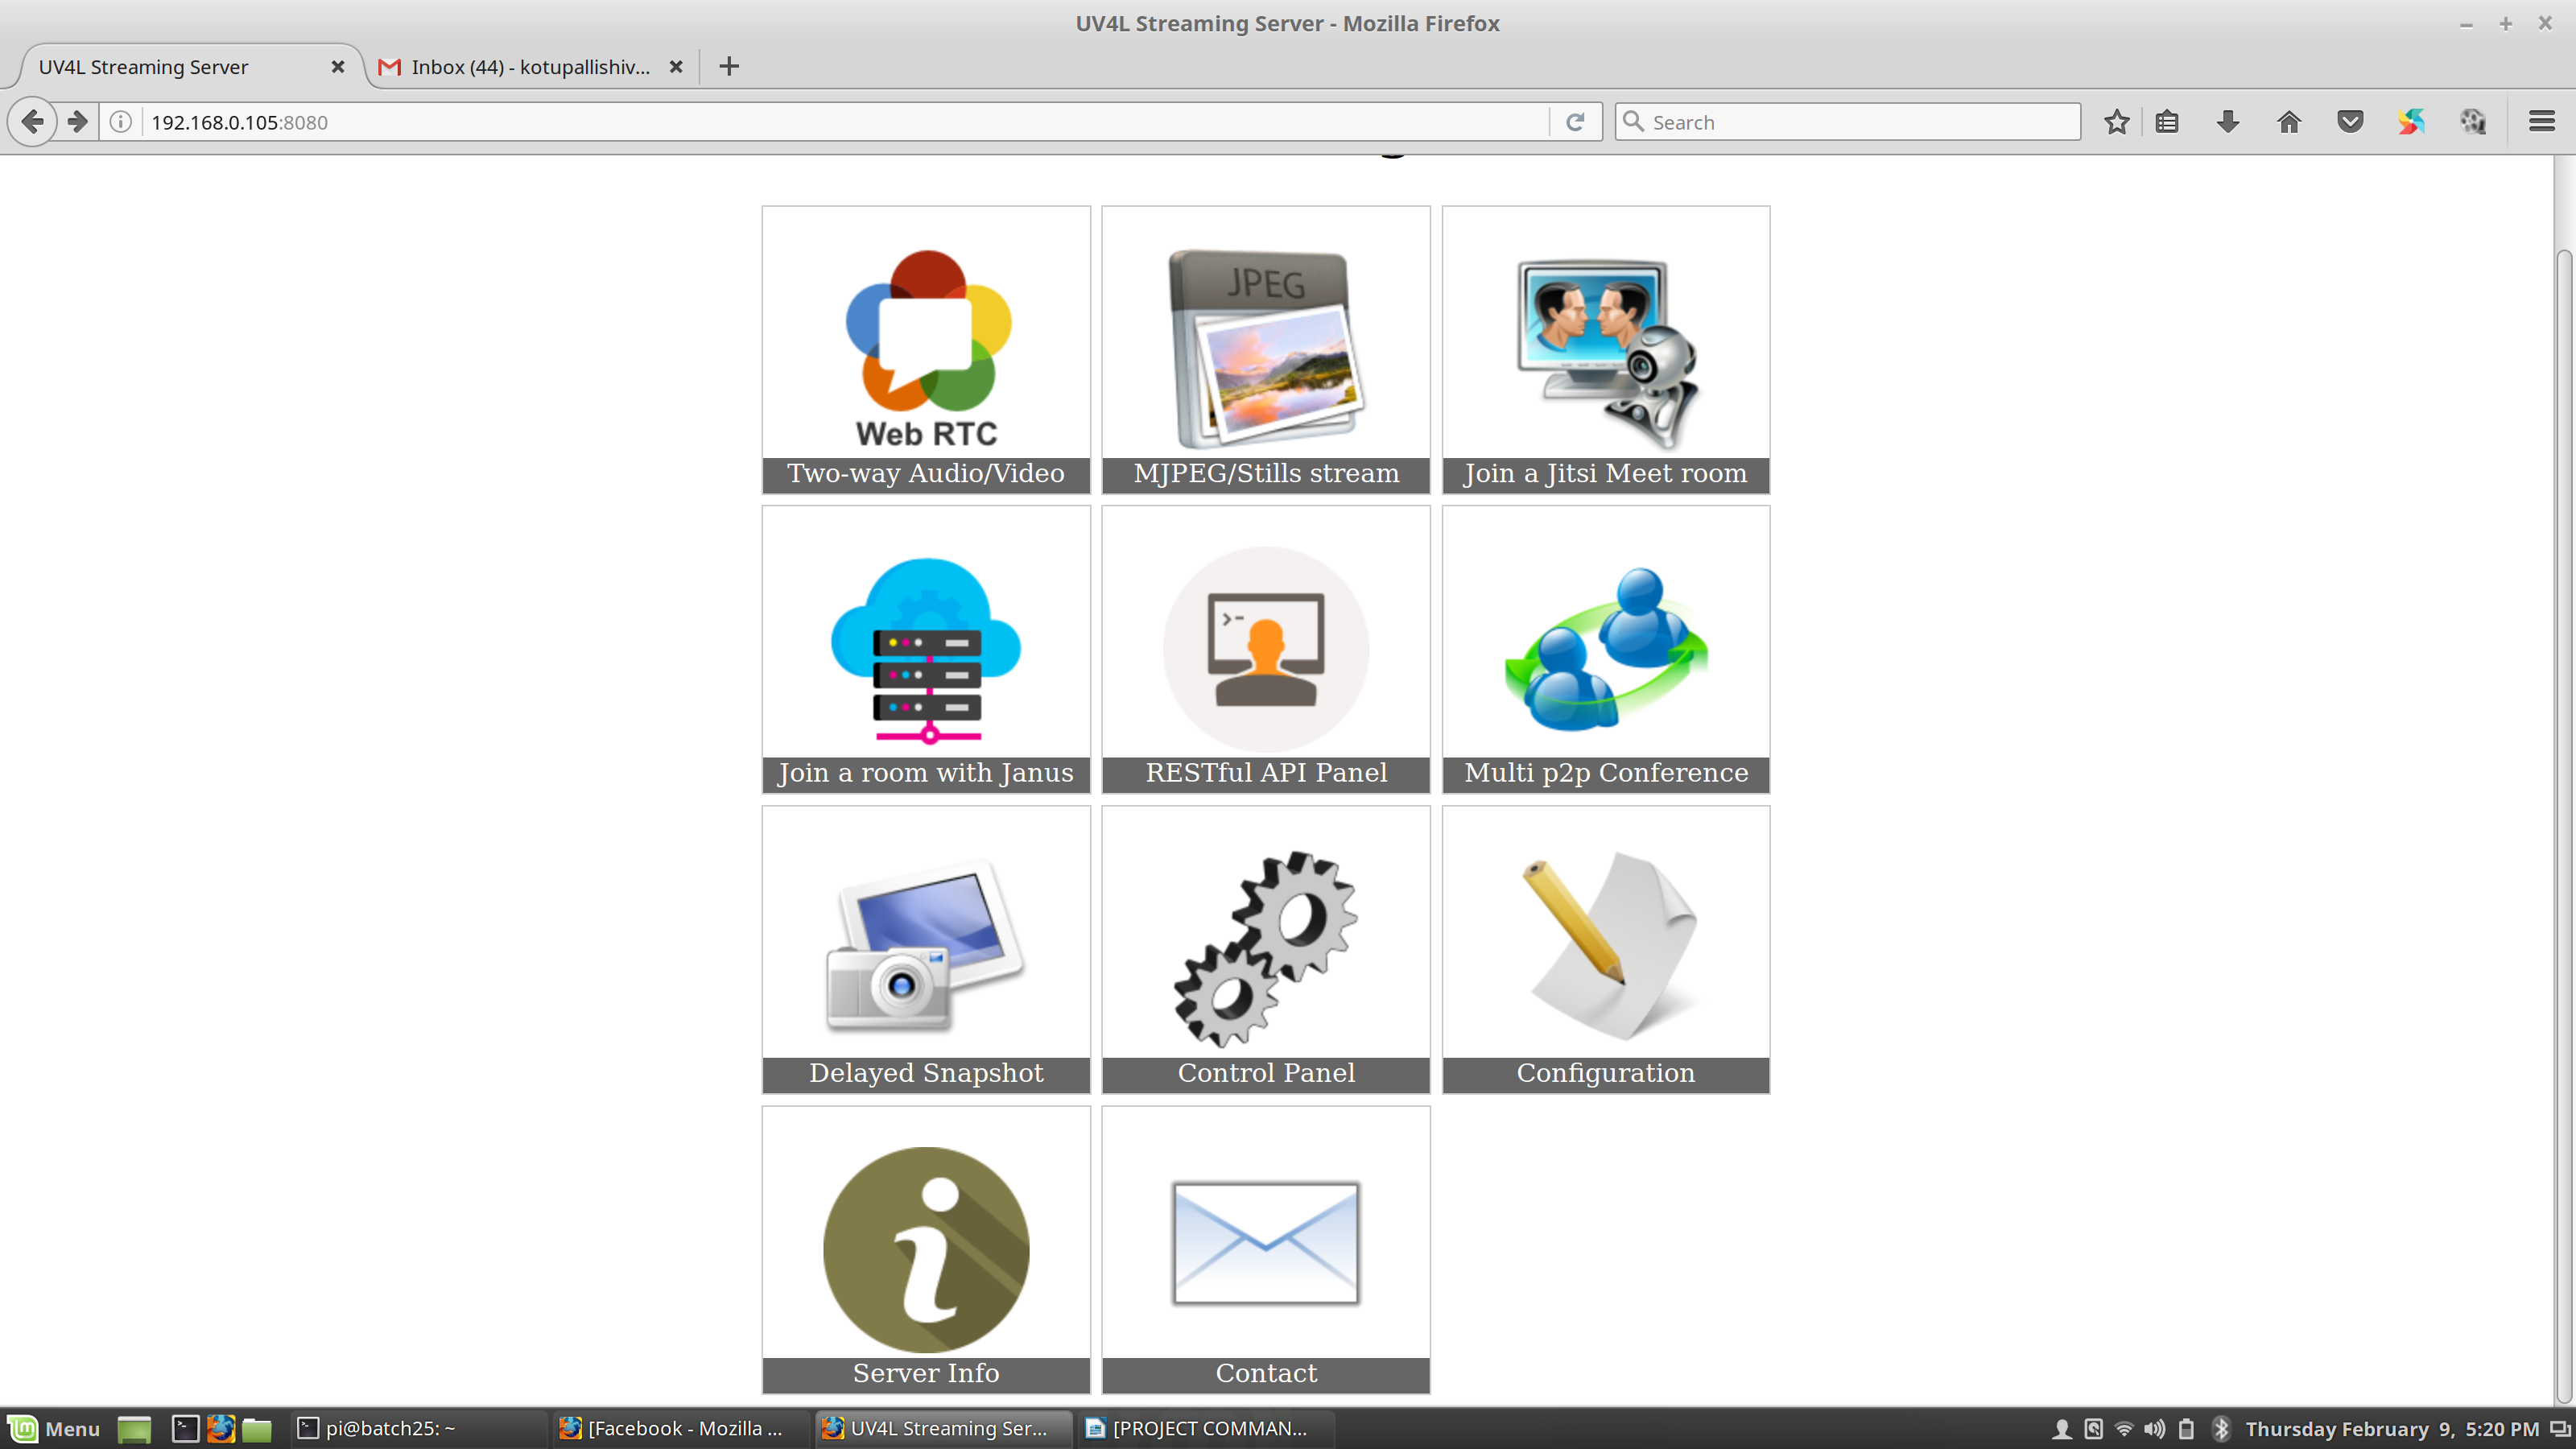 UV4L Streaming Server - Mozilla Firefox
UV4L Streaming Server
Inbox (44) - kotupallishiv...
192.168.0.105:8080
Search
JPEG
Web RTC
Two-way Audio/Video
MJPEG/Stills stream
Join a Jitsi Meet room
Join a room with Janus
RESTful API Panel
Multi p2p Conference
Delayed Snapshot
Control Panel
Configuration
Server Info
Contact
Menu
pi@batch25: ~
[Facebook - Mozilla ...
UV4L Streaming Ser...
[PROJECT COMMAN...
Thursday February 9, 5:20 PM